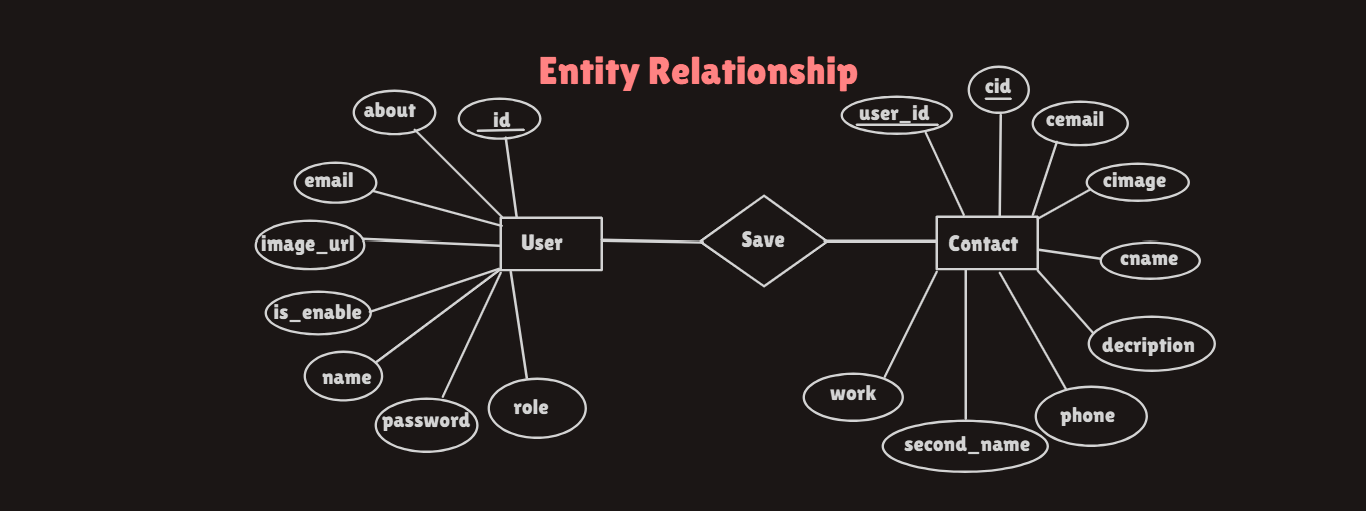 Entity Relationship
about
id
email
image_url
is_enable
name
password
role
User
Save
Contact
user_id
cid
cemail
cimage
cname
decription
phone
second_name
work